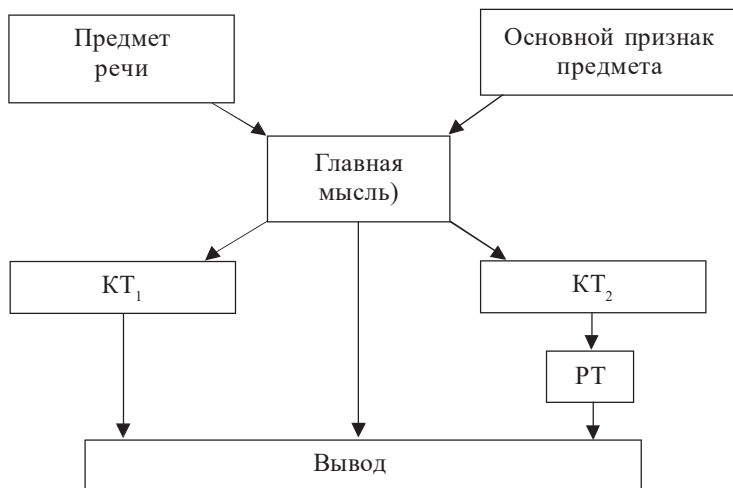 Предмет
речи
Основной признак
предмета
Главная
мысль)
КТ₁
КТ₂
РТ
Вывод